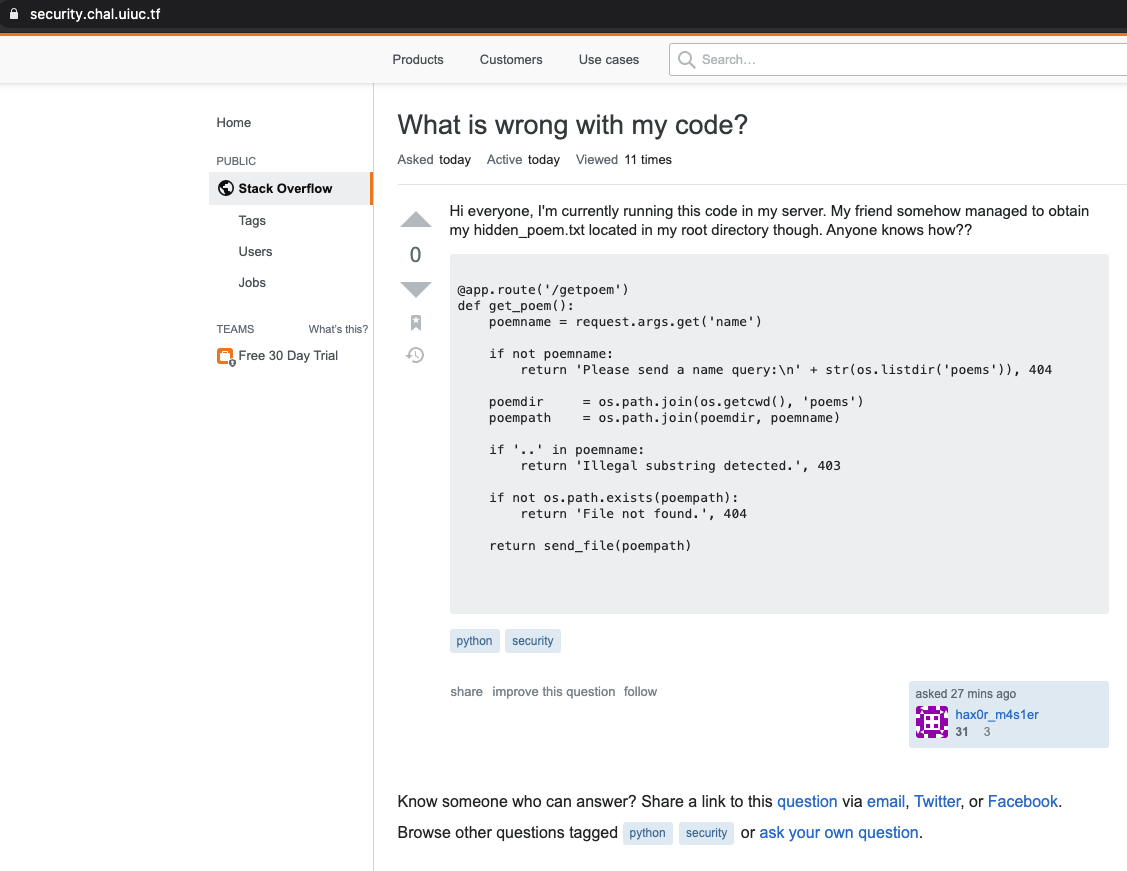 security.chal.uiuc.tf
Products Customers Use cases Search...
Home
PUBLIC
Stack Overflow
Tags
Users
Jobs
TEAMS What's this?
Free 30 Day Trial
What is wrong with my code?
Asked today Active today Viewed 11 times
Hi everyone, I'm currently running this code in my server. My friend somehow managed to obtain
my hidden_poem.txt located in my root directory though. Anyone knows how??
0
@app.route('/getpoem')
def get_poem():
    poemname = request.args.get('name')
    if not poemname:
        return 'Please send a name query:\n' + str(os.listdir('poems')), 404
    poemdir     = os.path.join(os.getcwd(), 'poems')
    poempath    = os.path.join(poemdir, poemname)
    if '..' in poemname:
        return 'Illegal substring detected.', 403
    if not os.path.exists(poempath):
        return 'File not found.', 404
    return send_file(poempath)
python security
share improve this question follow
asked 27 mins ago
hax0r_m4s1er
31 3
Know someone who can answer? Share a link to this question via email, Twitter, or Facebook.
Browse other questions tagged python security or ask your own question.